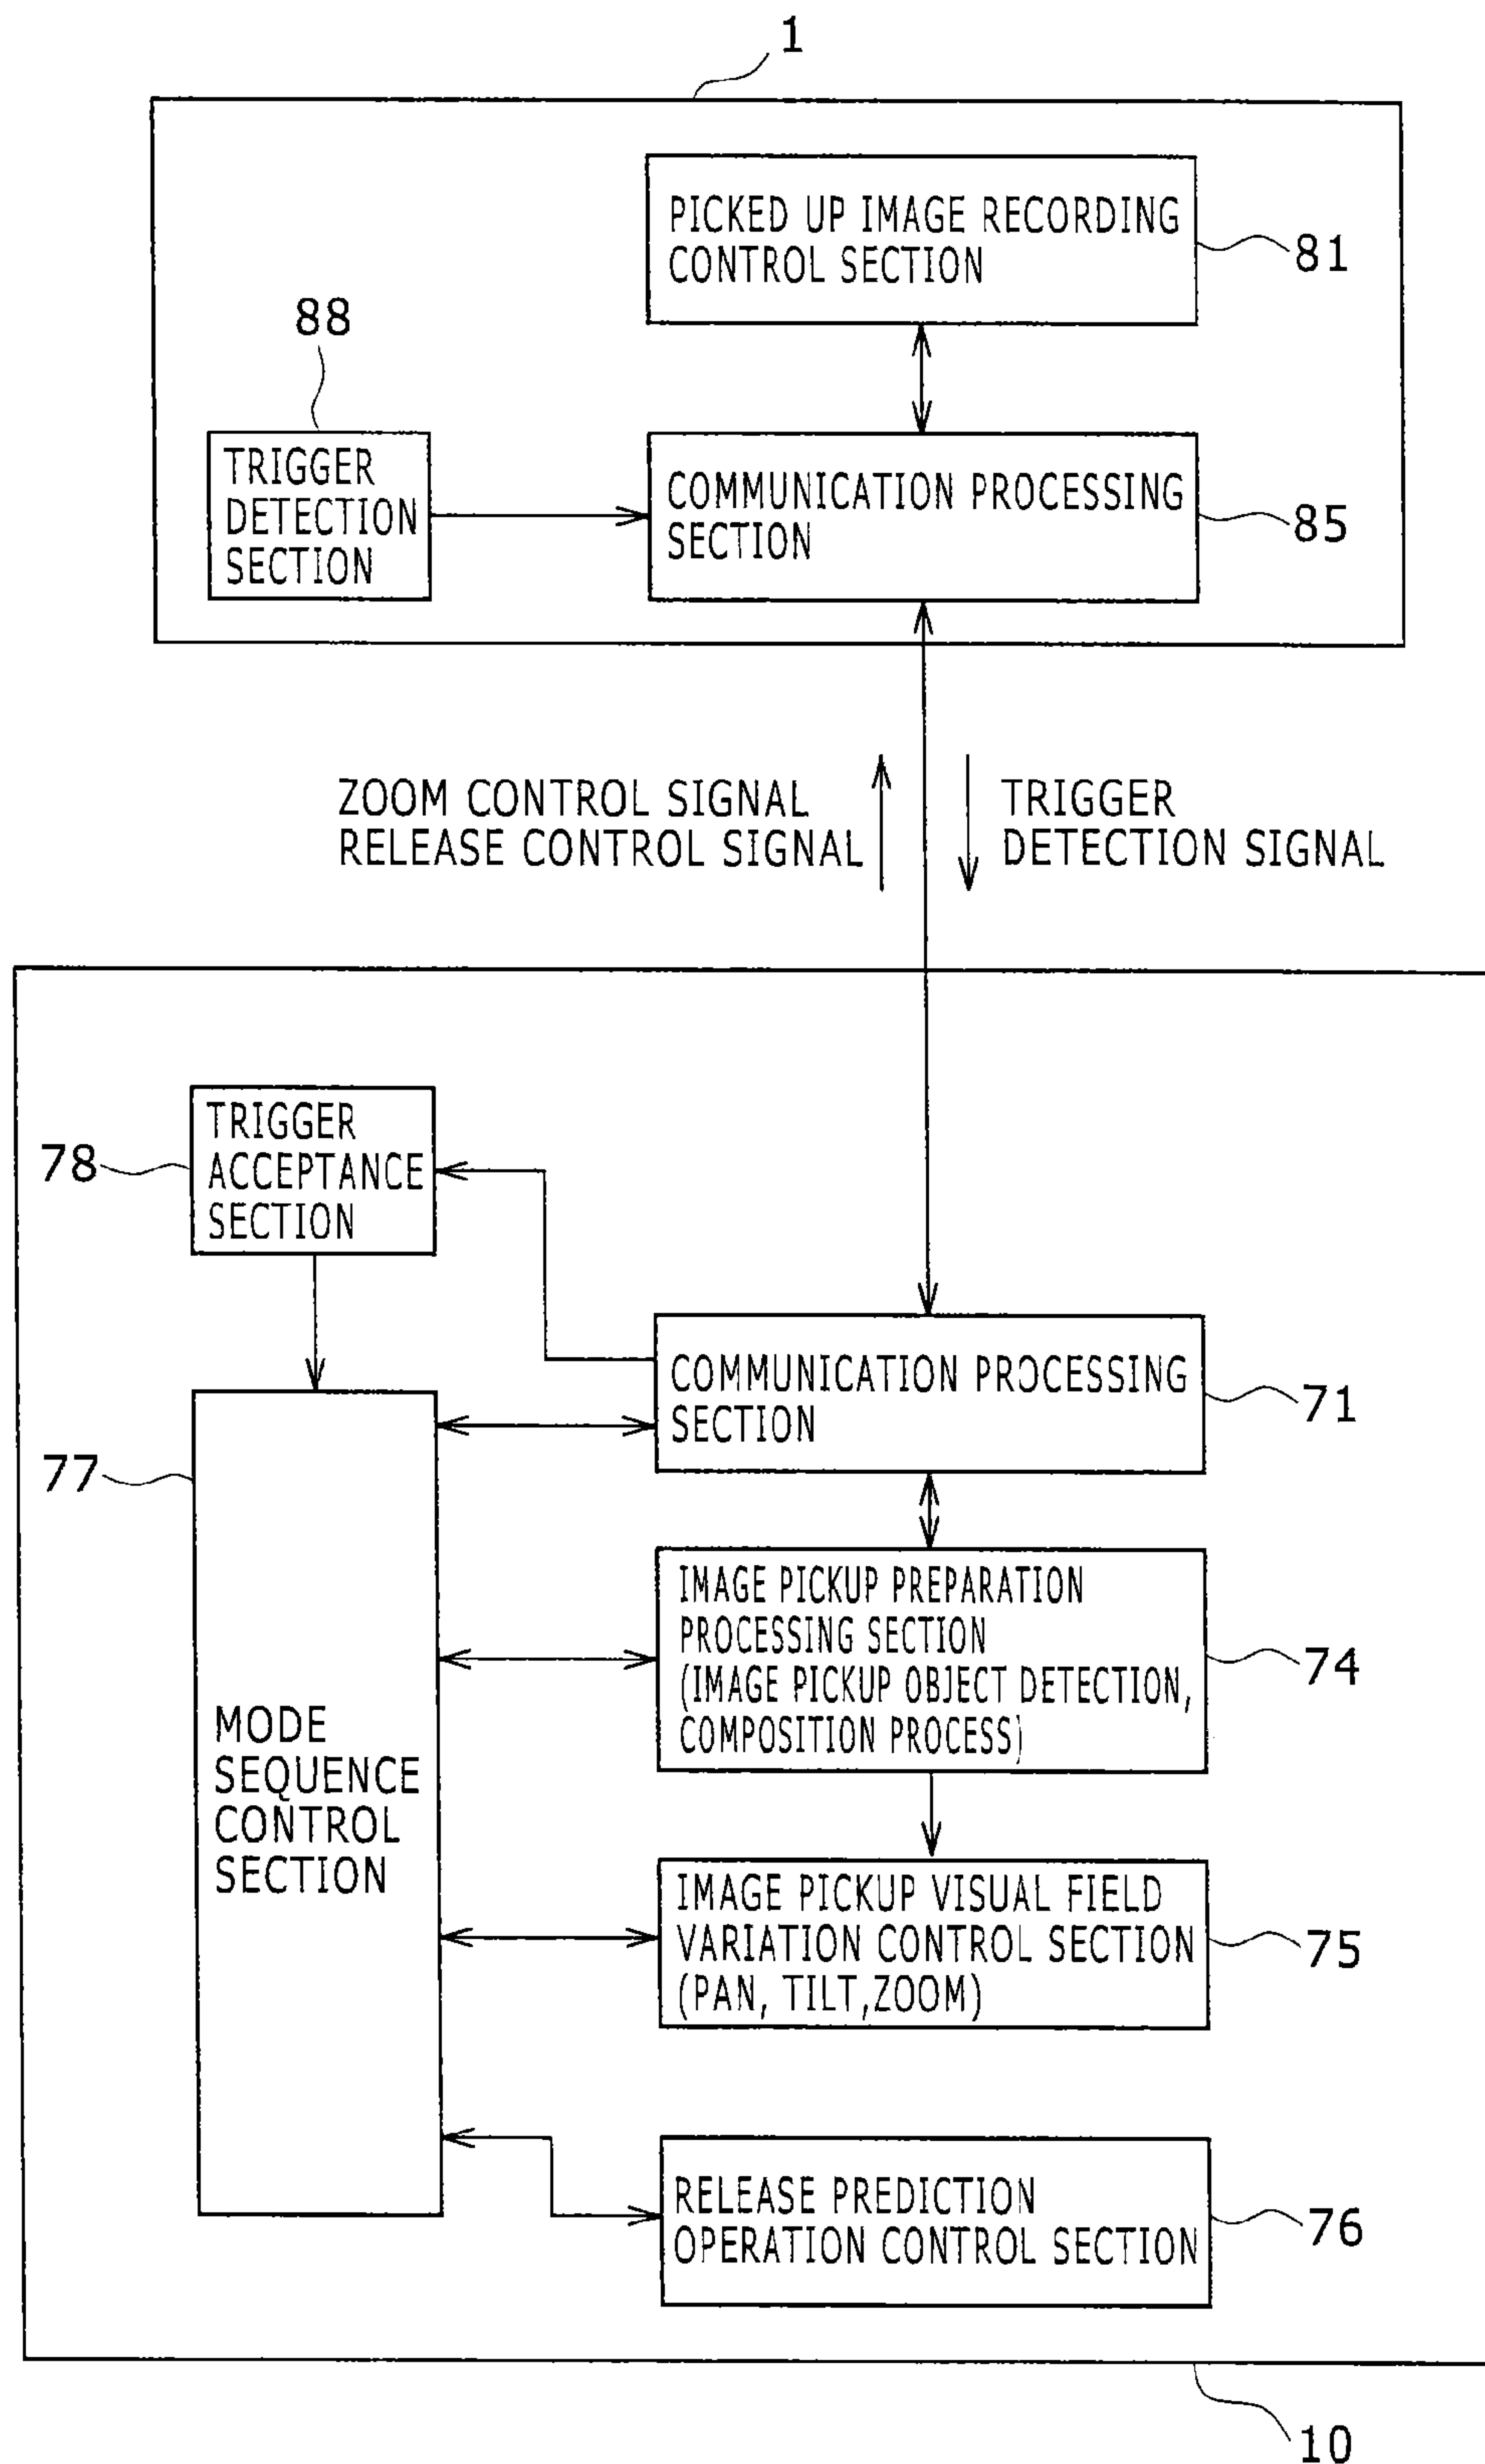 1
PICKED UP IMAGE RECORDING
CONTROL SECTION
81
88
TRIGGER
DETECTION
SECTION
COMMUNICATION PROCESSING
SECTION
85
ZOOM CONTROL SIGNAL
RELEASE CONTROL SIGNAL
TRIGGER
DETECTION SIGNAL
TRIGGER
ACCEPTANCE
SECTION
78
COMMUNICATION PROCESSING
SECTION
71
77
MODE
SEQUENCE
CONTROL
SECTION
IMAGE PICKUP PREPARATION
PROCESSING SECTION
(IMAGE PICKUP OBJECT DETECTION,
COMPOSITION PROCESS)
74
IMAGE PICKUP VISUAL FIELD
VARIATION CONTROL SECTION
(PAN, TILT,ZOOM)
75
RELEASE PREDICTION
OPERATION CONTROL SECTION
76
10